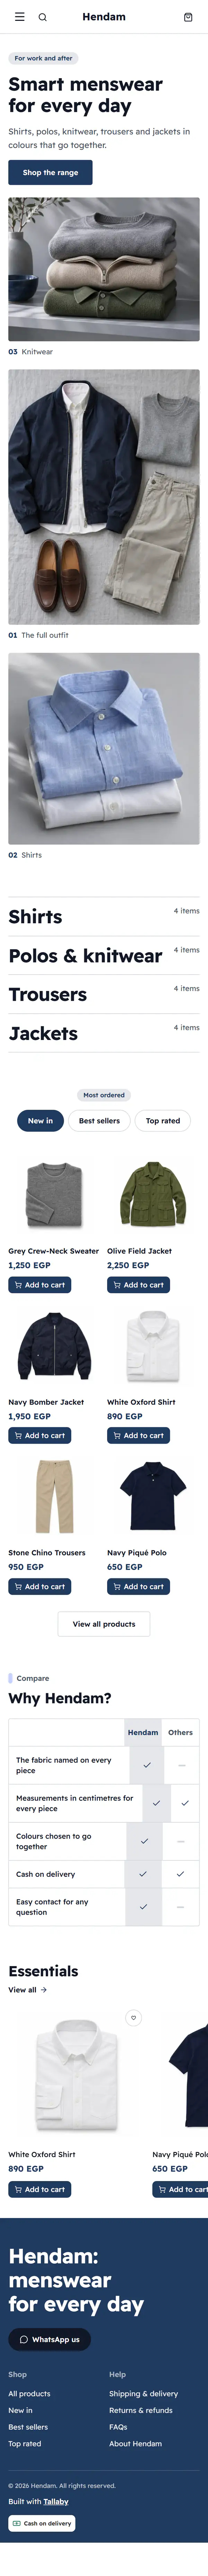 Hendam
For work and after
Smart menswear
for every day
Shirts, polos, knitwear, trousers and jackets in
colours that go together.
Shop the range
03 Knitwear
01 The full outfit
02 Shirts
Shirts
4 items
Polos & knitwear
4 items
Trousers
4 items
Jackets
4 items
Most ordered
New in
Best sellers
Top rated
Grey Crew-Neck Sweater
1,250 EGP
Add to cart
Olive Field Jacket
2,250 EGP
Add to cart
Navy Bomber Jacket
1,950 EGP
Add to cart
White Oxford Shirt
890 EGP
Add to cart
Stone Chino Trousers
950 EGP
Add to cart
Navy Piqué Polo
650 EGP
Add to cart
View all products
Compare
Why Hendam?
Hendam
Others
The fabric named on every
piece
Measurements in centimetres for
every piece
Colours chosen to go
together
Cash on delivery
Easy contact for any
question
Essentials
View all
White Oxford Shirt
890 EGP
Add to cart
Navy Piqué Polo
650 EGP
Add to cart
Hendam:
menswear
for every day
WhatsApp us
Shop
All products
New in
Best sellers
Top rated
Help
Shipping & delivery
Returns & refunds
FAQs
About Hendam
© 2026 Hendam. All rights reserved.
Built with Tallaby
Cash on delivery